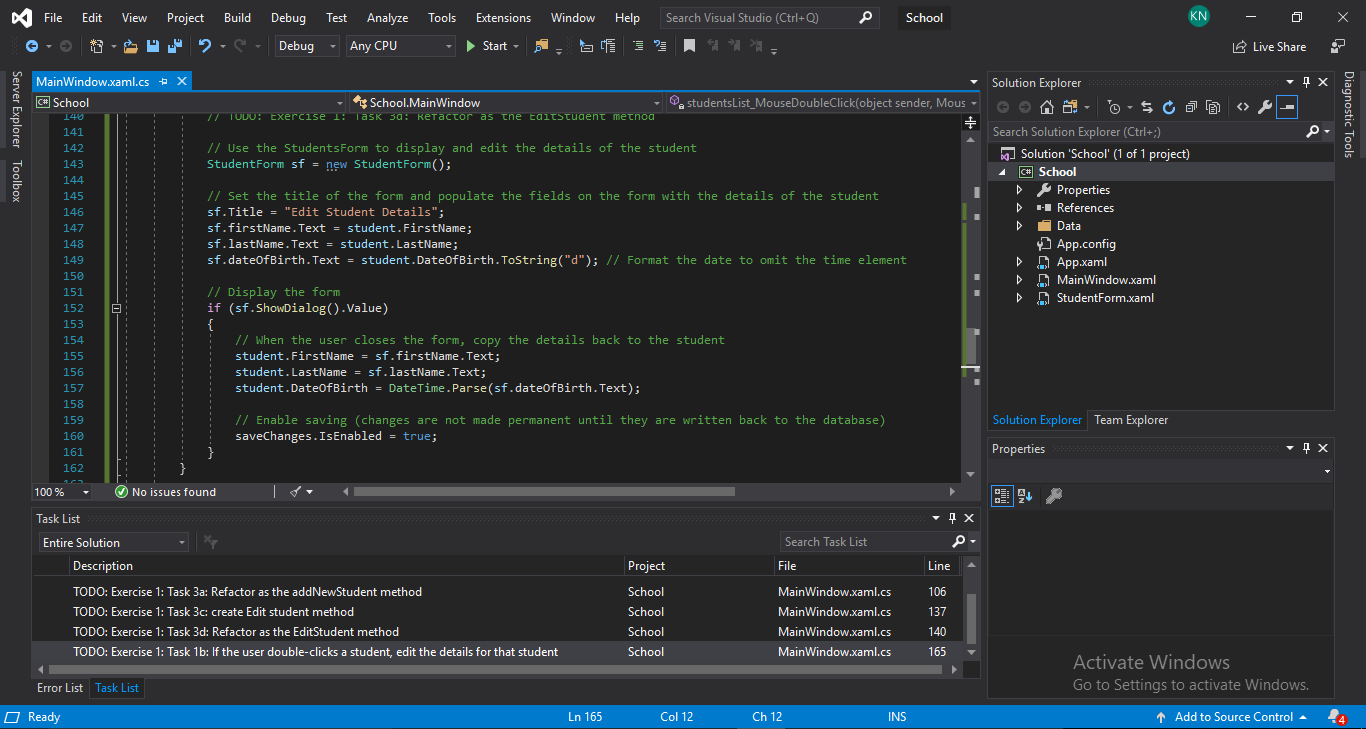 File Edit View Project Build Debug Test Analyze Tools Extensions Window Help Search Visual Studio (Ctrl+Q) School KN
Debug Any CPU Start Live Share
Server Explorer
Toolbox
MainWindow.xaml.cs
C# School School.MainWindow studentsList_MouseDoubleClick(object sender, Mous
140 // TODO: Exercise 1: Task 3d: Refactor as the EditStudent method
141
142 // Use the StudentsForm to display and edit the details of the student
143 StudentForm sf = new StudentForm();
144
145 // Set the title of the form and populate the fields on the form with the details of the student
146 sf.Title = "Edit Student Details";
147 sf.firstName.Text = student.FirstName;
148 sf.lastName.Text = student.LastName;
149 sf.dateOfBirth.Text = student.DateOfBirth.ToString("d"); // Format the date to omit the time element
150
151 // Display the form
152 if (sf.ShowDialog().Value)
153 {
154 // When the user closes the form, copy the details back to the student
155 student.FirstName = sf.firstName.Text;
156 student.LastName = sf.lastName.Text;
157 student.DateOfBirth = DateTime.Parse(sf.dateOfBirth.Text);
158
159 // Enable saving (changes are not made permanent until they are written back to the database)
160 saveChanges.IsEnabled = true;
161 }
162 }
100 % No issues found
Task List
Entire Solution Search Task List
Description Project File Line
TODO: Exercise 1: Task 3a: Refactor as the addNewStudent method School MainWindow.xaml.cs 106
TODO: Exercise 1: Task 3c: create Edit student method School MainWindow.xaml.cs 137
TODO: Exercise 1: Task 3d: Refactor as the EditStudent method School MainWindow.xaml.cs 140
TODO: Exercise 1: Task 1b: If the user double-clicks a student, edit the details for that student School MainWindow.xaml.cs 165
Error List Task List
Solution Explorer
Search Solution Explorer (Ctrl+;)
Solution 'School' (1 of 1 project)
C# School
Properties
References
Data
App.config
App.xaml
MainWindow.xaml
StudentForm.xaml
Solution Explorer Team Explorer
Properties
Diagnostic Tools
Activate Windows
Go to Settings to activate Windows.
Ready Ln 165 Col 12 Ch 12 INS Add to Source Control 4